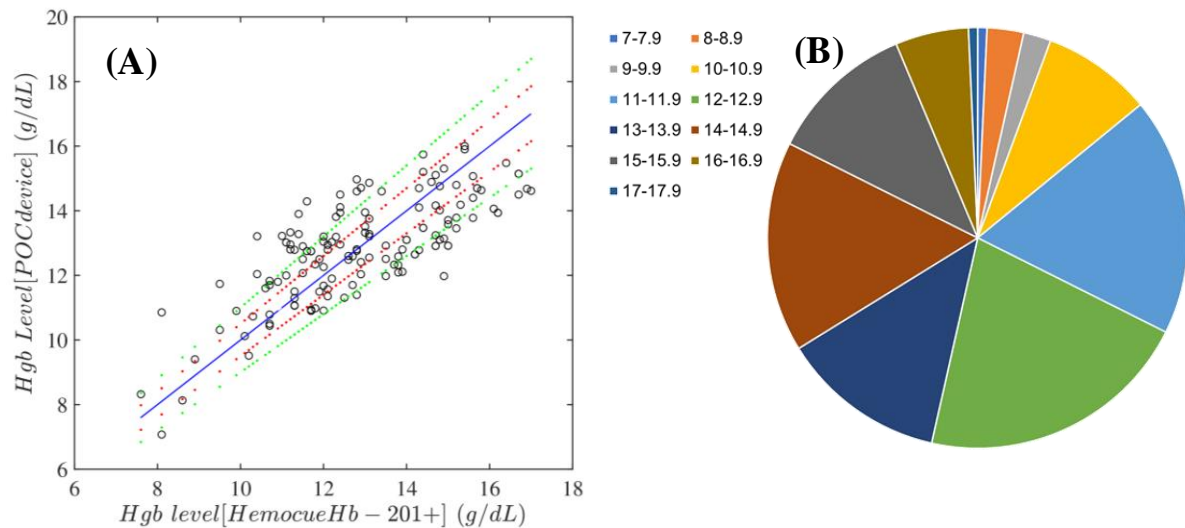 (A)
Hgb Level[POCdevice] (g/dL)
20
18
16
14
12
10
8
6
6 8 10 12 14 16 18
Hgb level[HemocueHb − 201+] (g/dL)
(B)
7-7.9 8-8.9
9-9.9 10-10.9
11-11.9 12-12.9
13-13.9 14-14.9
15-15.9 16-16.9
17-17.9